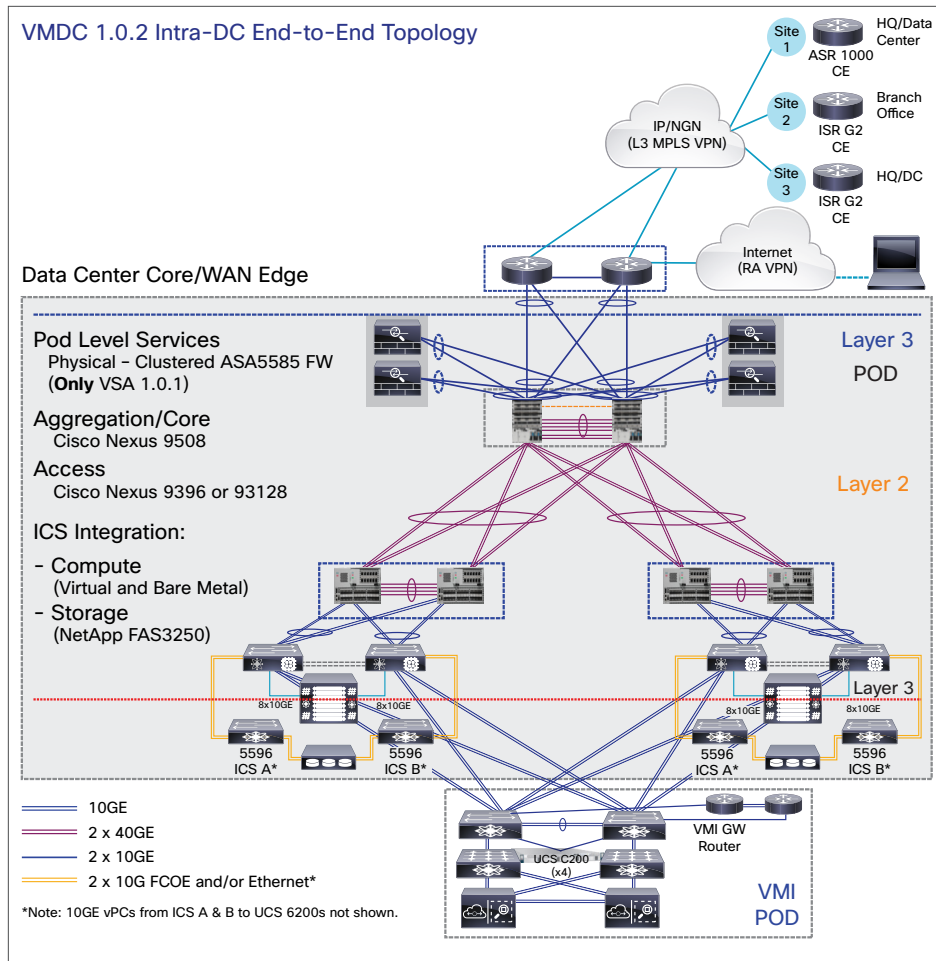 VMDC 1.0.2 Intra-DC End-to-End Topology
Site
1
HQ/Data
Center
ASR 1000
CE
Site
2
Branch
Office
ISR G2
CE
IP/NGN
(L3 MPLS VPN)
Site
3
HQ/DC
ISR G2
CE
Internet
(RA VPN)
Data Center Core/WAN Edge
Pod Level Services
Physical – Clustered ASA5585 FW
(Only VSA 1.0.1)
Layer 3
POD
Aggregation/Core
Cisco Nexus 9508
Access
Cisco Nexus 9396 or 93128
Layer 2
ICS Integration:
– Compute
(Virtual and Bare Metal)
– Storage
(NetApp FAS3250)
Layer 3
8x10GE
8x10GE
8x10GE
8x10GE
5596
ICS A*
5596
ICS B*
5596
ICS A*
5596
ICS B*
10GE
2 x 40GE
2 x 10GE
2 x 10G FCOE and/or Ethernet*
*Note: 10GE vPCs from ICS A & B to UCS 6200s not shown.
VMI GW
Router
UCS C200
(x4)
VMI
POD